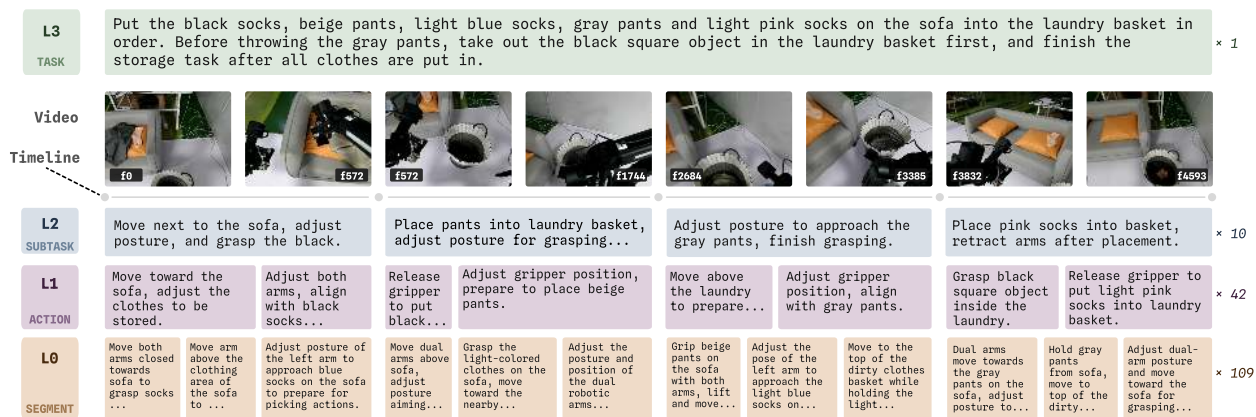 L3
TASK
Put the black socks, beige pants, light blue socks, gray pants and light pink socks on the sofa into the laundry basket in
order. Before throwing the gray pants, take out the black square object in the laundry basket first, and finish the
storage task after all clothes are put in.
× 1
Video
Timeline
f0
f572
f572
f1744
f2684
f3385
f3832
f4593
L2
SUBTASK
Move next to the sofa, adjust
posture, and grasp the black.
Place pants into laundry basket,
adjust posture for grasping...
Adjust posture to approach the
gray pants, finish grasping.
Place pink socks into basket,
retract arms after placement.
× 10
L1
ACTION
Move toward the
sofa, adjust the
clothes to be
stored.
Adjust both
arms, align
with black
socks...
Release
gripper
to put
black...
Adjust gripper position,
prepare to place beige
pants.
Move above
the laundry
to prepare...
Adjust gripper
position, align
with gray pants.
Grasp black
square object
inside the
laundry.
Release gripper to
put light pink
socks into laundry
basket.
× 42
L0
SEGMENT
Move both
arms closed
towards
sofa to
grasp socks
...
Move arm
above the
clothing
area of
the sofa
to ...
Adjust posture of
the left arm to
approach blue
socks on the sofa
to prepare for
picking actions.
Move dual
arms above
sofa,
adjust
posture
aiming...
Grasp the
light-colored
clothes on the
sofa, move
toward the
nearby...
Adjust the
posture and
position of
the dual
robotic
arms...
Grip beige
pants on
the sofa
with both
arms, lift
and move...
Adjust the
pose of the
left arm to
approach the
light blue
socks on...
Move to the
top of the
dirty clothes
basket while
holding the
light...
Dual arms
move towards
the gray
pants on the
sofa, adjust
posture to...
Hold gray
pants
from sofa,
move to
top of the
dirty...
Adjust dual-
arm posture
and move
toward the
sofa for
grasping...
× 109